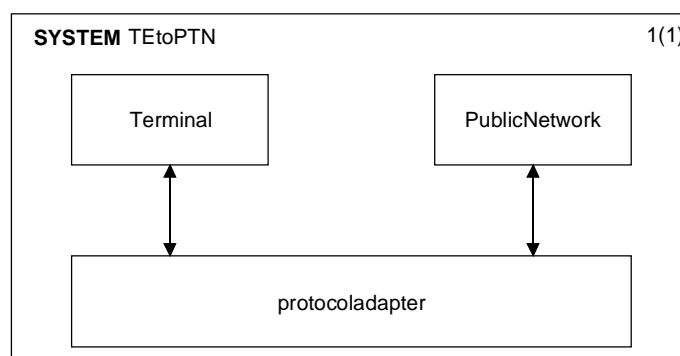 SYSTEM TEtoPTN 1(1)
Terminal PublicNetwork
protocoladapter